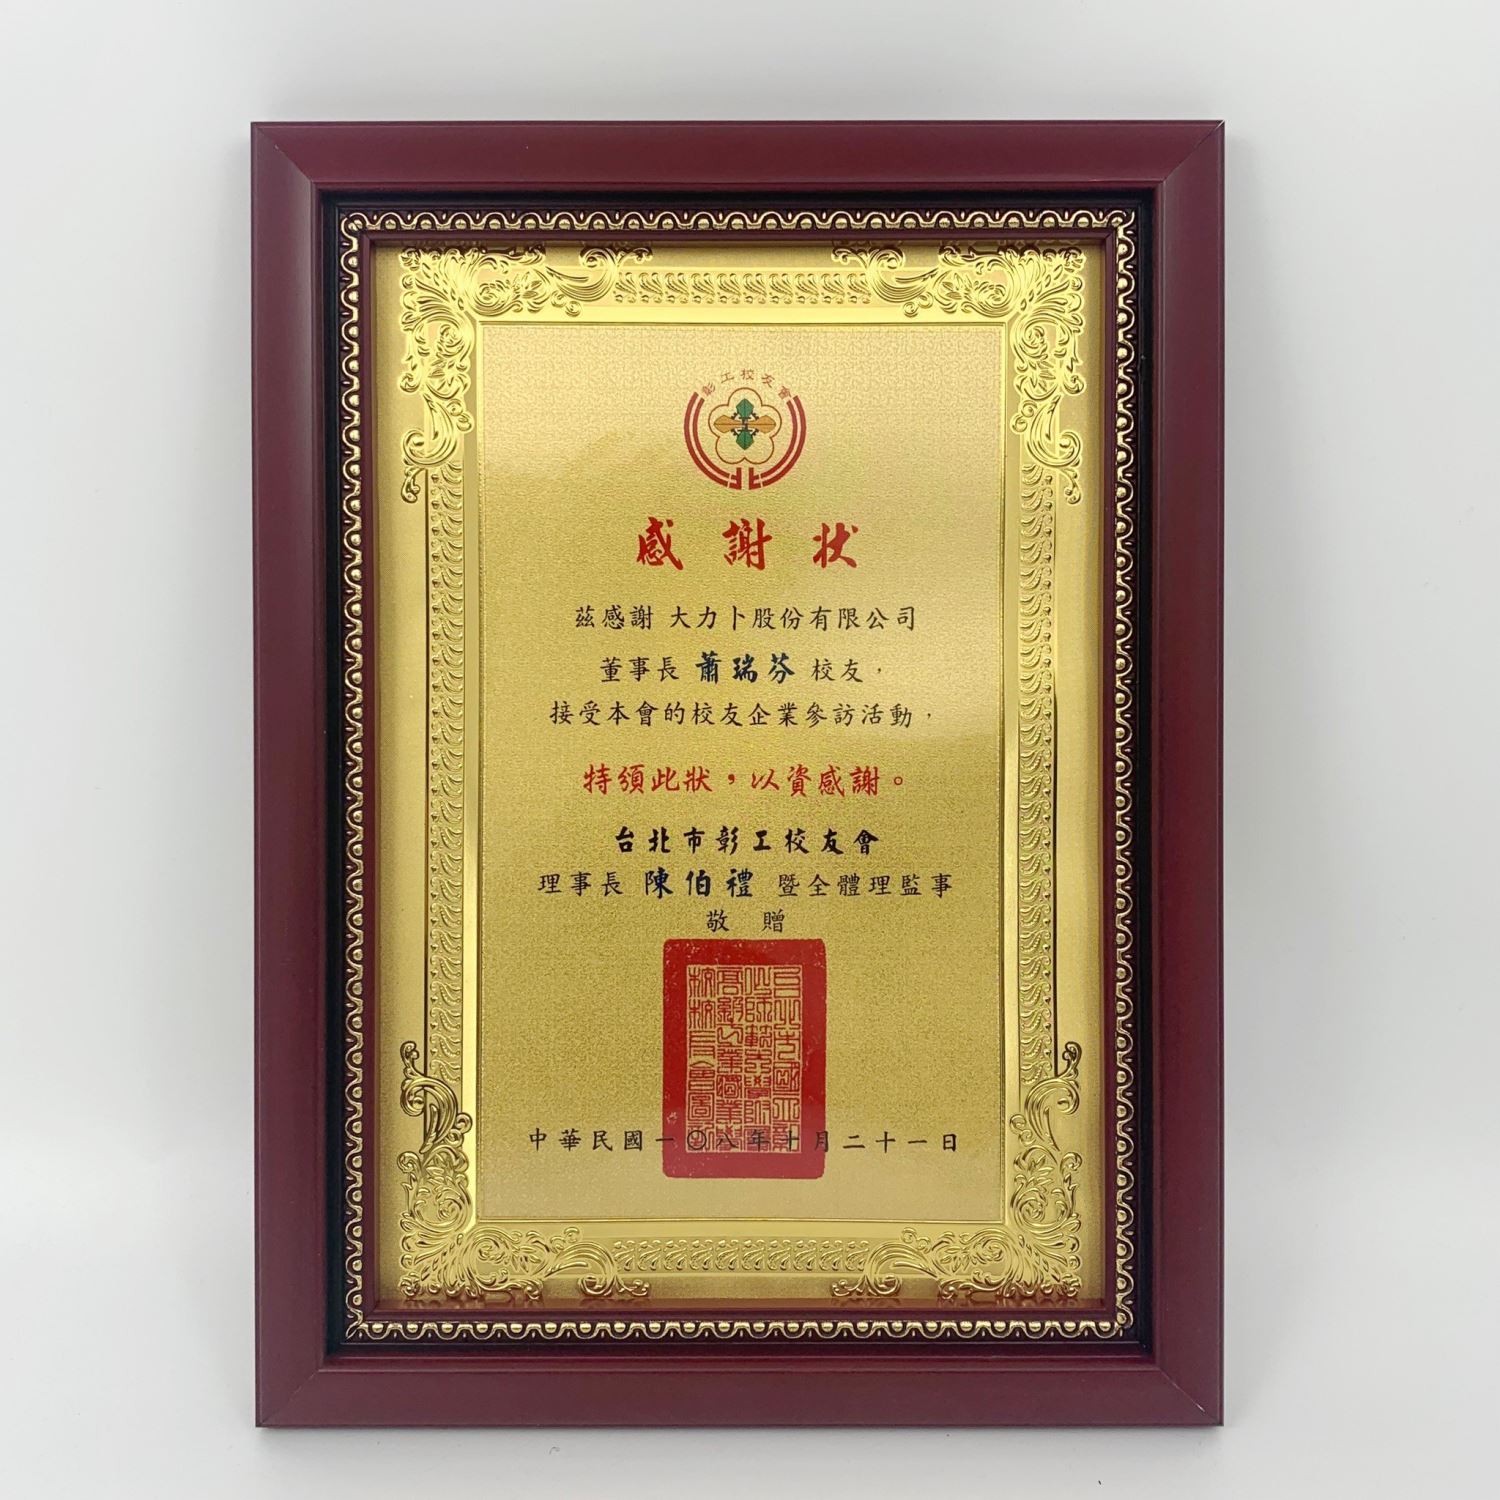 彰工校友會
北
感謝狀
茲感謝 大力卜股份有限公司
董事長 蕭瑞芬 校友，
接受本會的校友企業參訪活動，
特頒此狀，以資感謝。
台北市彰工校友會
理事長 陳伯禮 暨全體理監事
敬 贈
中華民國一〇八年十月二十一日